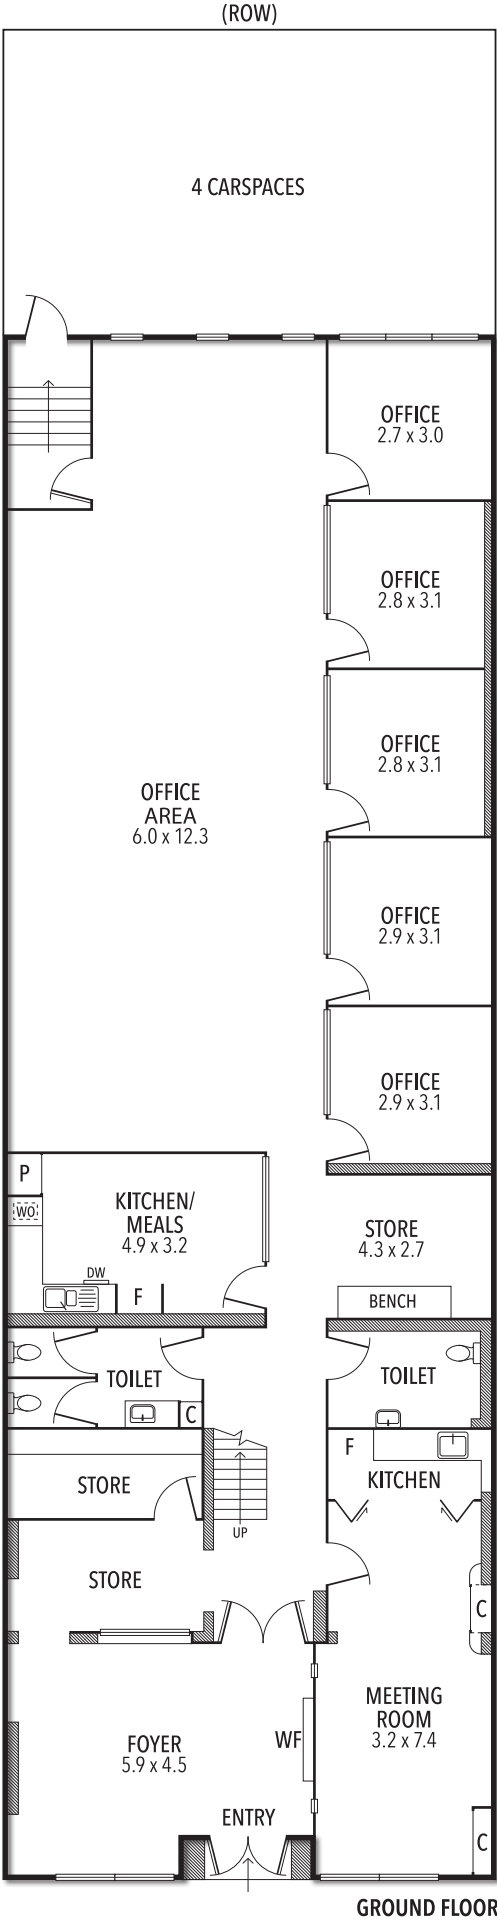 (ROW)
4 CARSPACES
OFFICE
2.7 x 3.0
OFFICE
2.8 x 3.1
OFFICE
2.8 x 3.1
OFFICE
AREA
6.0 x 12.3
OFFICE
2.9 x 3.1
OFFICE
2.9 x 3.1
P
WO
KITCHEN/
MEALS
4.9 x 3.2
DW
F
STORE
4.3 x 2.7
BENCH
TOILET
C
TOILET
F
KITCHEN
STORE
UP
STORE
C
MEETING
ROOM
3.2 x 7.4
WF
FOYER
5.9 x 4.5
ENTRY
C
GROUND FLOOR